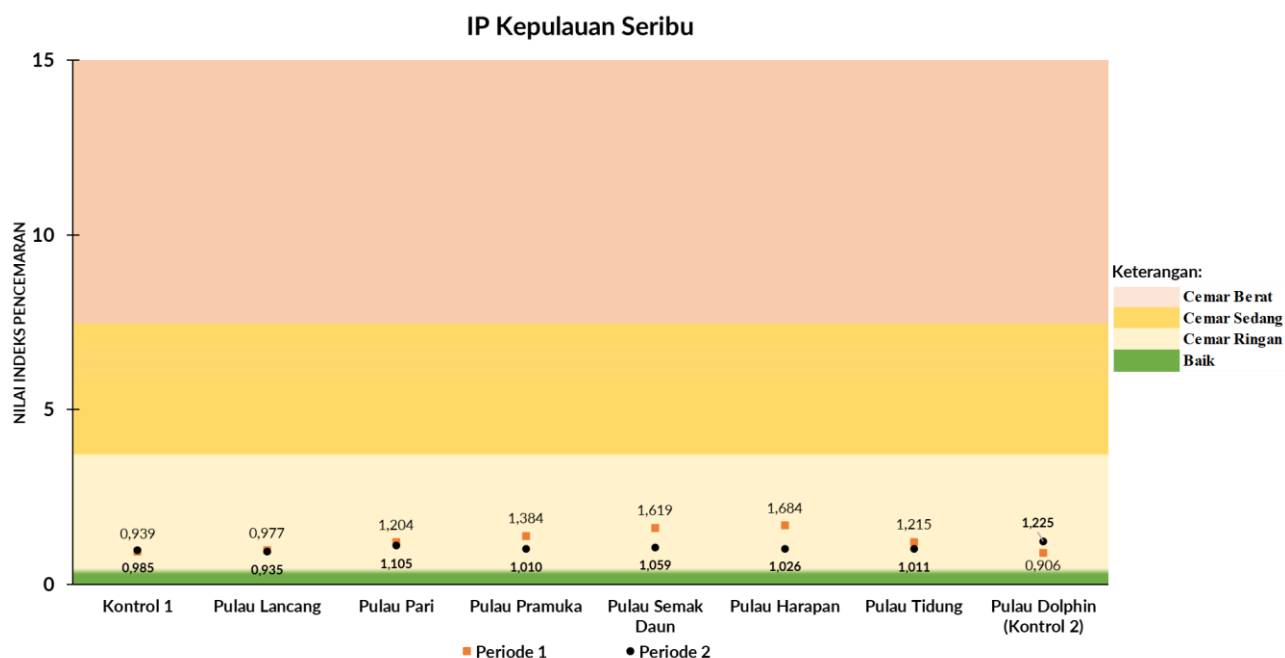 IP Kepulauan Seribu
NILAI INDEKS PENCEMARAN
15
10
5
0
0,939
0,977
1,204
1,384
1,619
1,684
1,215
1,225
0,985
0,935
1,105
1,010
1,059
1,026
1,011
0,906
Kontrol 1
Pulau Lancang
Pulau Pari
Pulau Pramuka
Pulau Semak
Daun
Pulau Harapan
Pulau Tidung
Pulau Dolphin
(Kontrol 2)
Periode 1
Periode 2
Keterangan:
Cemar Berat
Cemar Sedang
Cemar Ringan
Baik